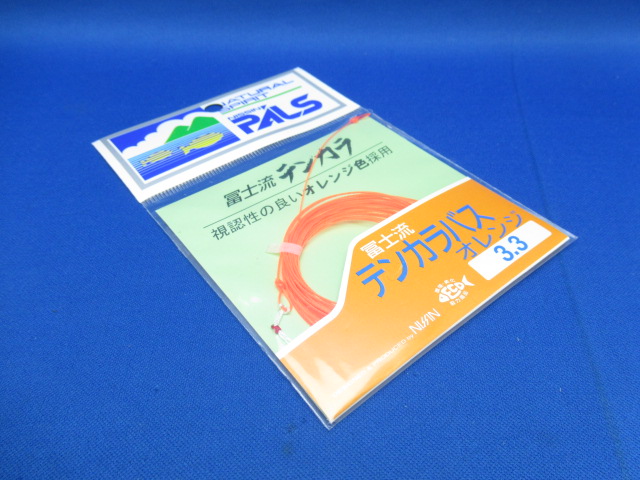 NATURAL
SPIRIT
NISSIN
PALS
冨士流 テンカラ
視認性の良いオレンジ色採用
冨士流
テンカラバス
オレンジ
3.3
NISSIN